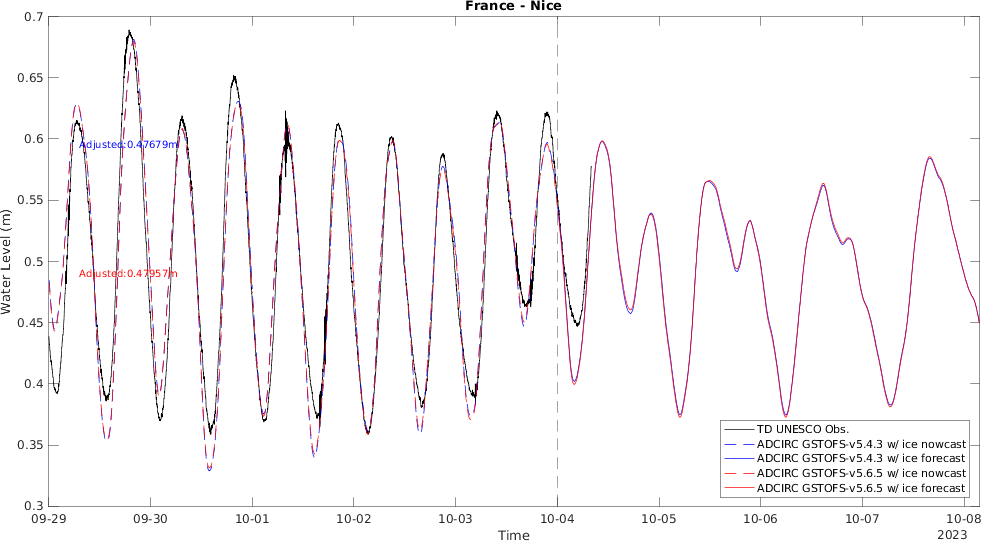 France - Nice
0.7
0.65
0.6
0.55
0.5
0.45
0.4
0.35
0.3
Water Level (m)
Adjusted:0.47679m
Adjusted:0.47957m
TD UNESCO Obs.
ADCIRC GSTOFS-v5.4.3 w/ ice nowcast
ADCIRC GSTOFS-v5.4.3 w/ ice forecast
ADCIRC GSTOFS-v5.6.5 w/ ice nowcast
ADCIRC GSTOFS-v5.6.5 w/ ice forecast
09-29 09-30 10-01 10-02 10-03 10-04 10-05 10-06 10-07 10-08
Time
2023